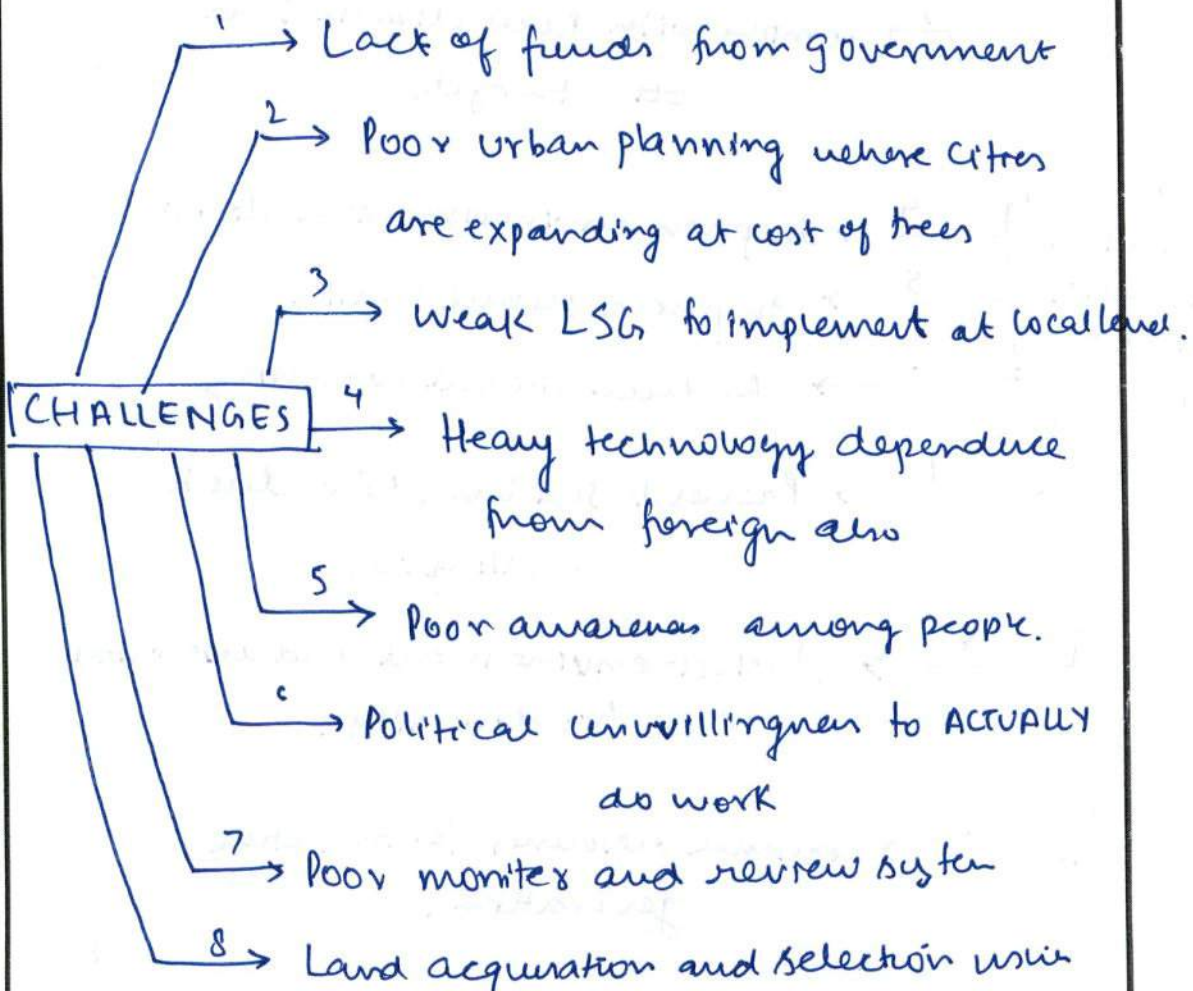 1 → Lack of funds from government
2 → Poor urban planning where cities
are expanding at cost of trees
3 → Weak LSG to implement at local level.
CHALLENGES
4 → Heavy technology dependence
from foreign also
5 → Poor awareness among people.
6 → Political unwillingness to ACTUALLY
do work
7 → Poor moniter and review system
8 → Land acquisation and selection issues